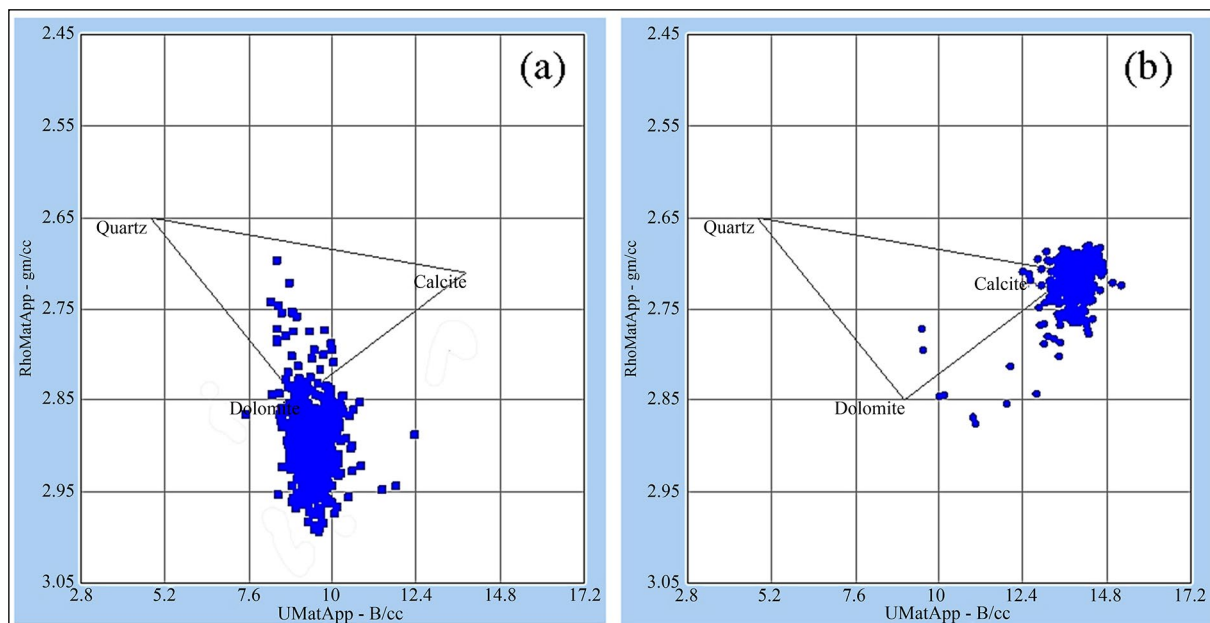 (a)
2.45
2.55
2.65
2.75
2.85
2.95
3.05
RhoMatApp - gm/cc
Quartz
Calcite
Dolomite
2.8 5.2 7.6 10 12.4 14.8 17.2
UMatApp - B/cc
(b)
2.45
2.55
2.65
2.75
2.85
2.95
3.05
RhoMatApp - gm/cc
Quartz
Calcite
Dolomite
2.8 5.2 7.6 10 12.4 14.8 17.2
UMatApp - B/cc